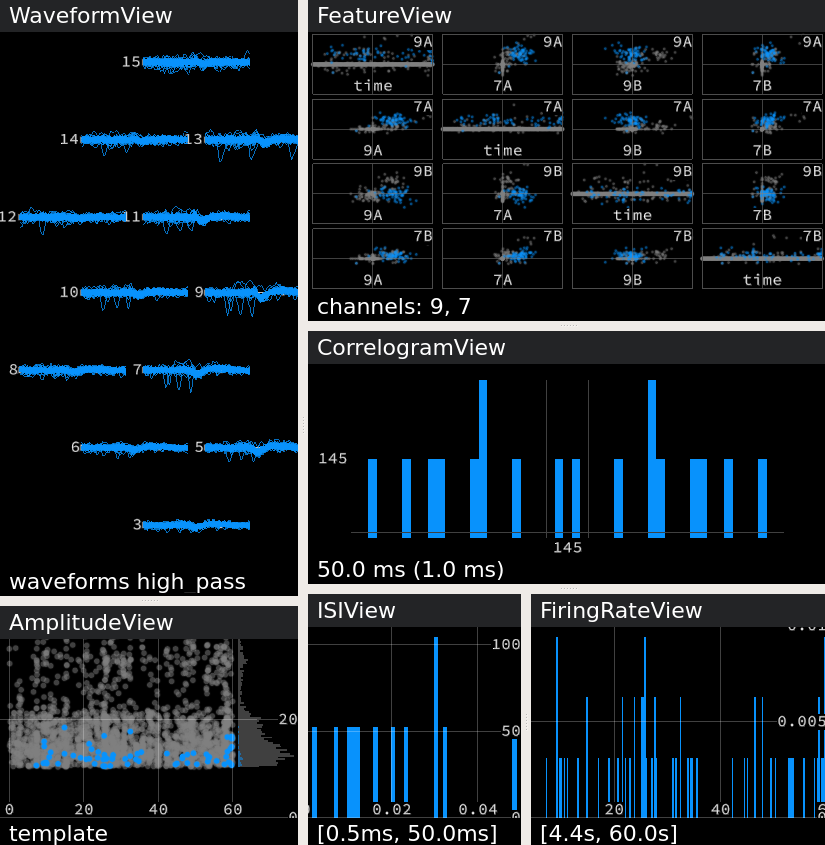 WaveformView
15
14 13
12 11
10 9
8 7
6 5
3
waveforms high_pass
AmplitudeView
20
0 20 40 60 0
template
FeatureView
9A 9A 9A 9A
time 7A 9B 7B
7A 7A 7A 7A
9A time 9B 7B
9B 9B 9B 9B
9A 7A time 7B
7B 7B 7B 7B
9A 7A 9B time
channels: 9, 7
CorrelogramView
145
145
50.0 ms (1.0 ms)
ISIView
100
50
0.02 0.04 0
[0.5ms, 50.0ms]
FiringRateView
0.005
20 40
[4.4s, 60.0s]